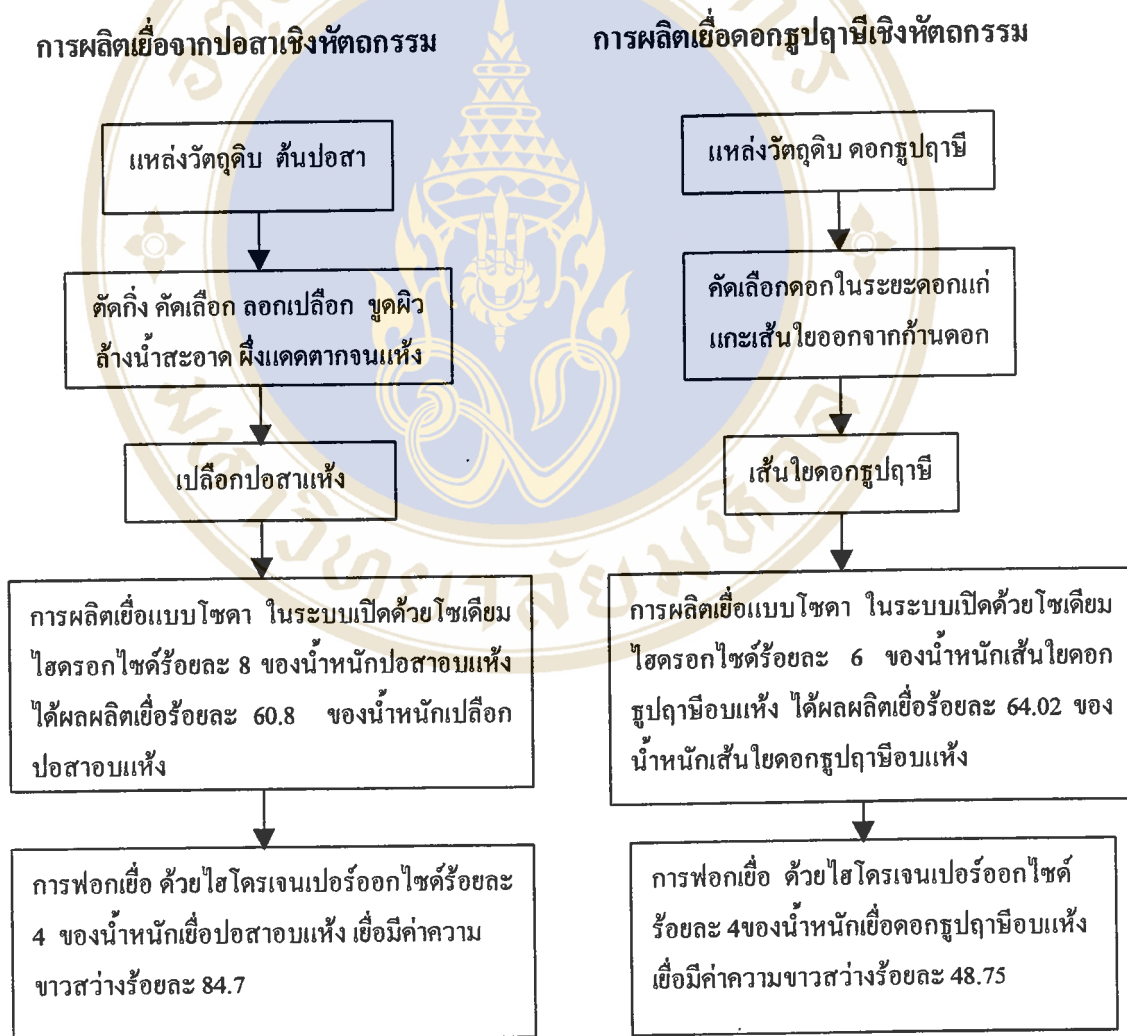 การผลิตเยื่อจากปอสาเชิงหัตถกรรม
แหล่งวัตถุดิบ ต้นปอสา
ตัดกิ่ง คัดเลือก ลอกเปลือก ขูดผิว
ล้างน้ำสะอาด ผึ่งแดดตากจนแห้ง
เปลือกปอสาแห้ง
การผลิตเยื่อแบบโซดา ในระบบเปิดด้วยโซเดียม
ไฮดรอกไซด์ร้อยละ 8 ของน้ำหนักปอสาอบแห้ง
ได้ผลผลิตเยื่อร้อยละ 60.8 ของน้ำหนักเปลือก
ปอสาอบแห้ง
การฟอกเยื่อ ด้วยไฮโดรเจนเปอร์ออกไซด์ร้อยละ
4 ของน้ำหนักเยื่อปอสาอบแห้ง เยื่อมีค่าความ
ขาวสว่างร้อยละ 84.7
การผลิตเยื่อดอกธูปฤาษีเชิงหัตถกรรม
แหล่งวัตถุดิบ ดอกธูปฤาษี
คัดเลือกดอกในระยะดอกแก่
แกะเส้นใยออกจากก้านดอก
เส้นใยดอกธูปฤาษี
การผลิตเยื่อแบบโซดา ในระบบเปิดด้วยโซเดียม
ไฮดรอกไซด์ร้อยละ 6 ของน้ำหนักเส้นใยดอก
ธูปฤาษีอบแห้ง ได้ผลผลิตเยื่อร้อยละ 64.02 ของ
น้ำหนักเส้นใยดอกธูปฤาษีอบแห้ง
การฟอกเยื่อ ด้วยไฮโดรเจนเปอร์ออกไซด์
ร้อยละ 4ของน้ำหนักเยื่อดอกธูปฤาษีอบแห้ง
เยื่อมีค่าความขาวสว่างร้อยละ 48.75
มหาวิทยาลัยมหิดล